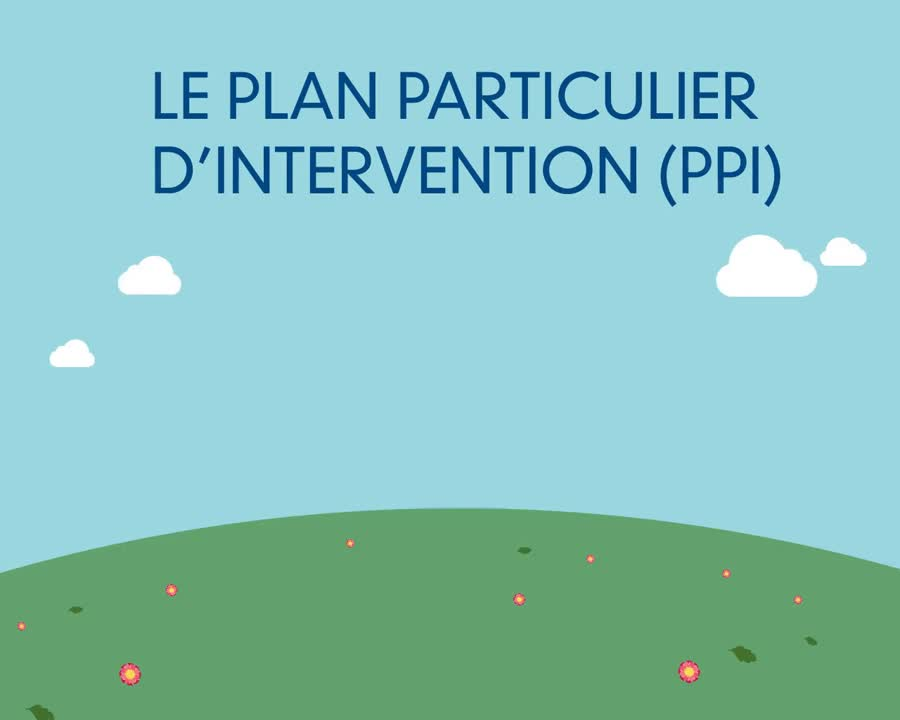 LE PLAN PARTICULIER
D’INTERVENTION (PPI)